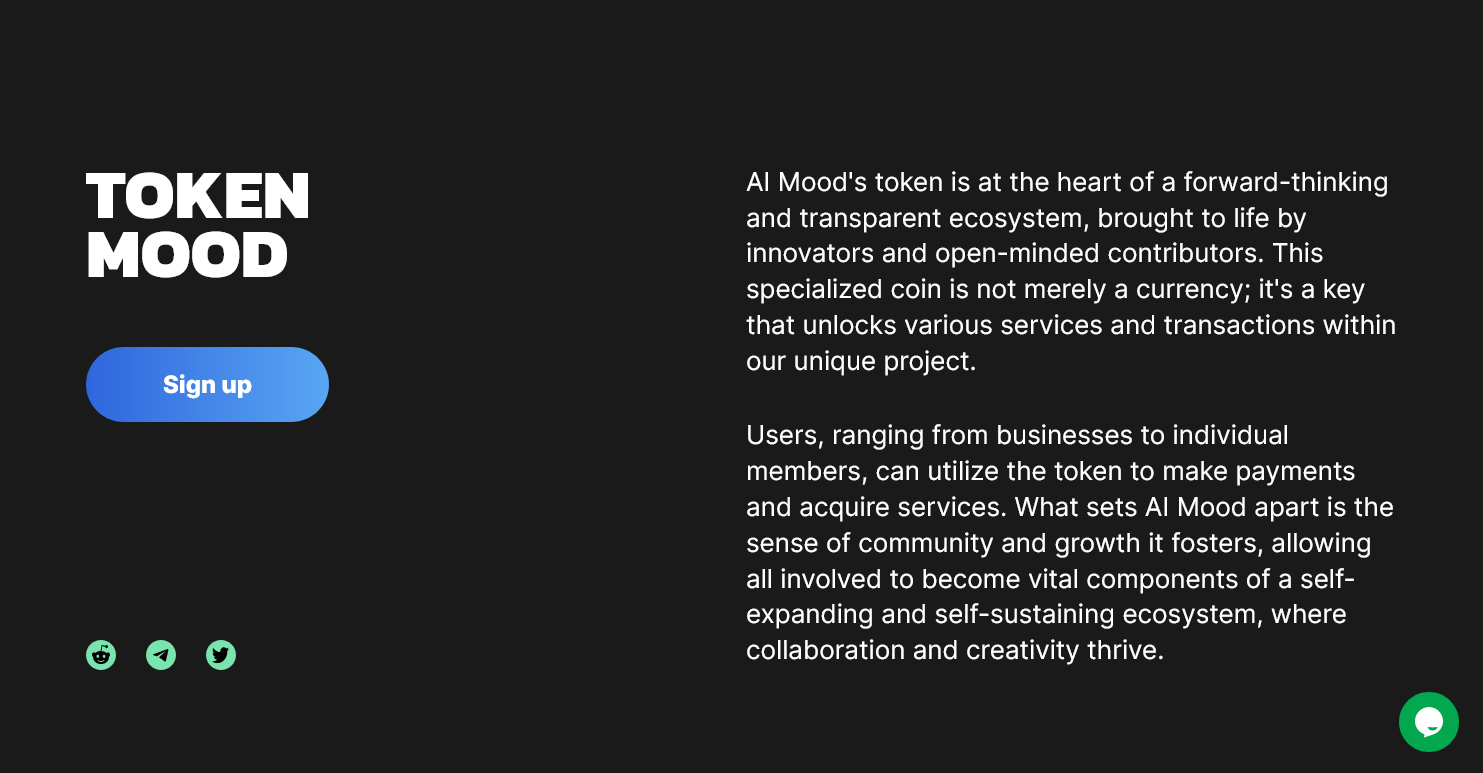 TOKEN
MOOD
Sign up
AI Mood's token is at the heart of a forward-thinking
and transparent ecosystem, brought to life by
innovators and open-minded contributors. This
specialized coin is not merely a currency; it's a key
that unlocks various services and transactions within
our unique project.
Users, ranging from businesses to individual
members, can utilize the token to make payments
and acquire services. What sets AI Mood apart is the
sense of community and growth it fosters, allowing
all involved to become vital components of a self-
expanding and self-sustaining ecosystem, where
collaboration and creativity thrive.